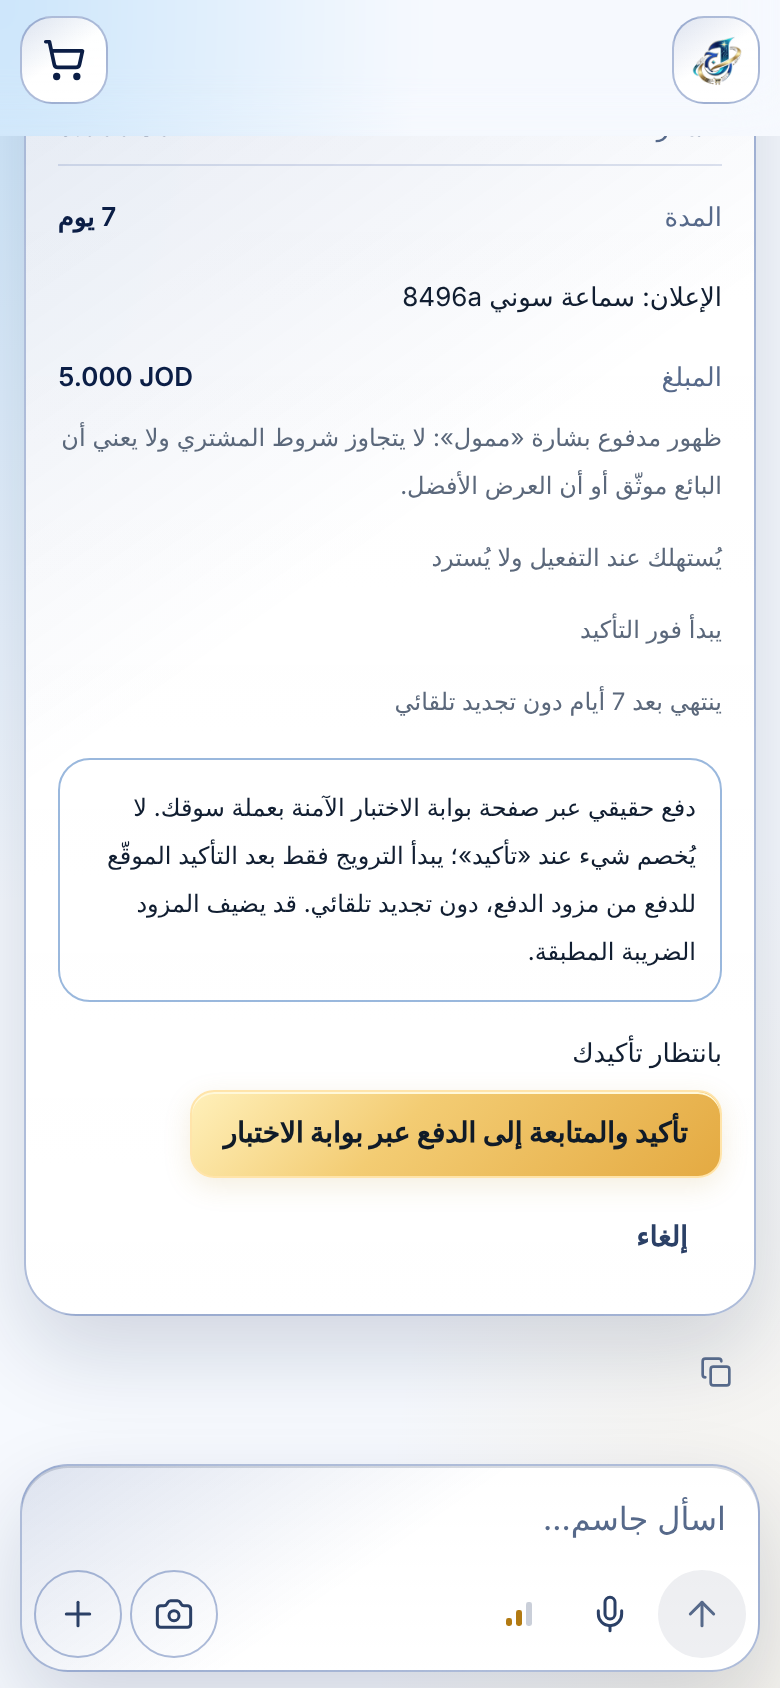 المدة
7 يوم
الإعلان: سماعة سوني 8496a
المبلغ
5.000 JOD
ظهور مدفوع بشارة «ممول»: لا يتجاوز شروط المشتري ولا يعني أن
البائع موثّق أو أن العرض الأفضل.
يُستهلك عند التفعيل ولا يُسترد
يبدأ فور التأكيد
ينتهي بعد 7 أيام دون تجديد تلقائي
دفع حقيقي عبر صفحة بوابة الاختبار الآمنة بعملة سوقك. لا
يُخصم شيء عند «تأكيد»؛ يبدأ الترويج فقط بعد التأكيد الموقّع
للدفع من مزود الدفع، دون تجديد تلقائي. قد يضيف المزود
الضريبة المطبقة.
بانتظار تأكيدك
تأكيد والمتابعة إلى الدفع عبر بوابة الاختبار
إلغاء
اسأل جاسم...